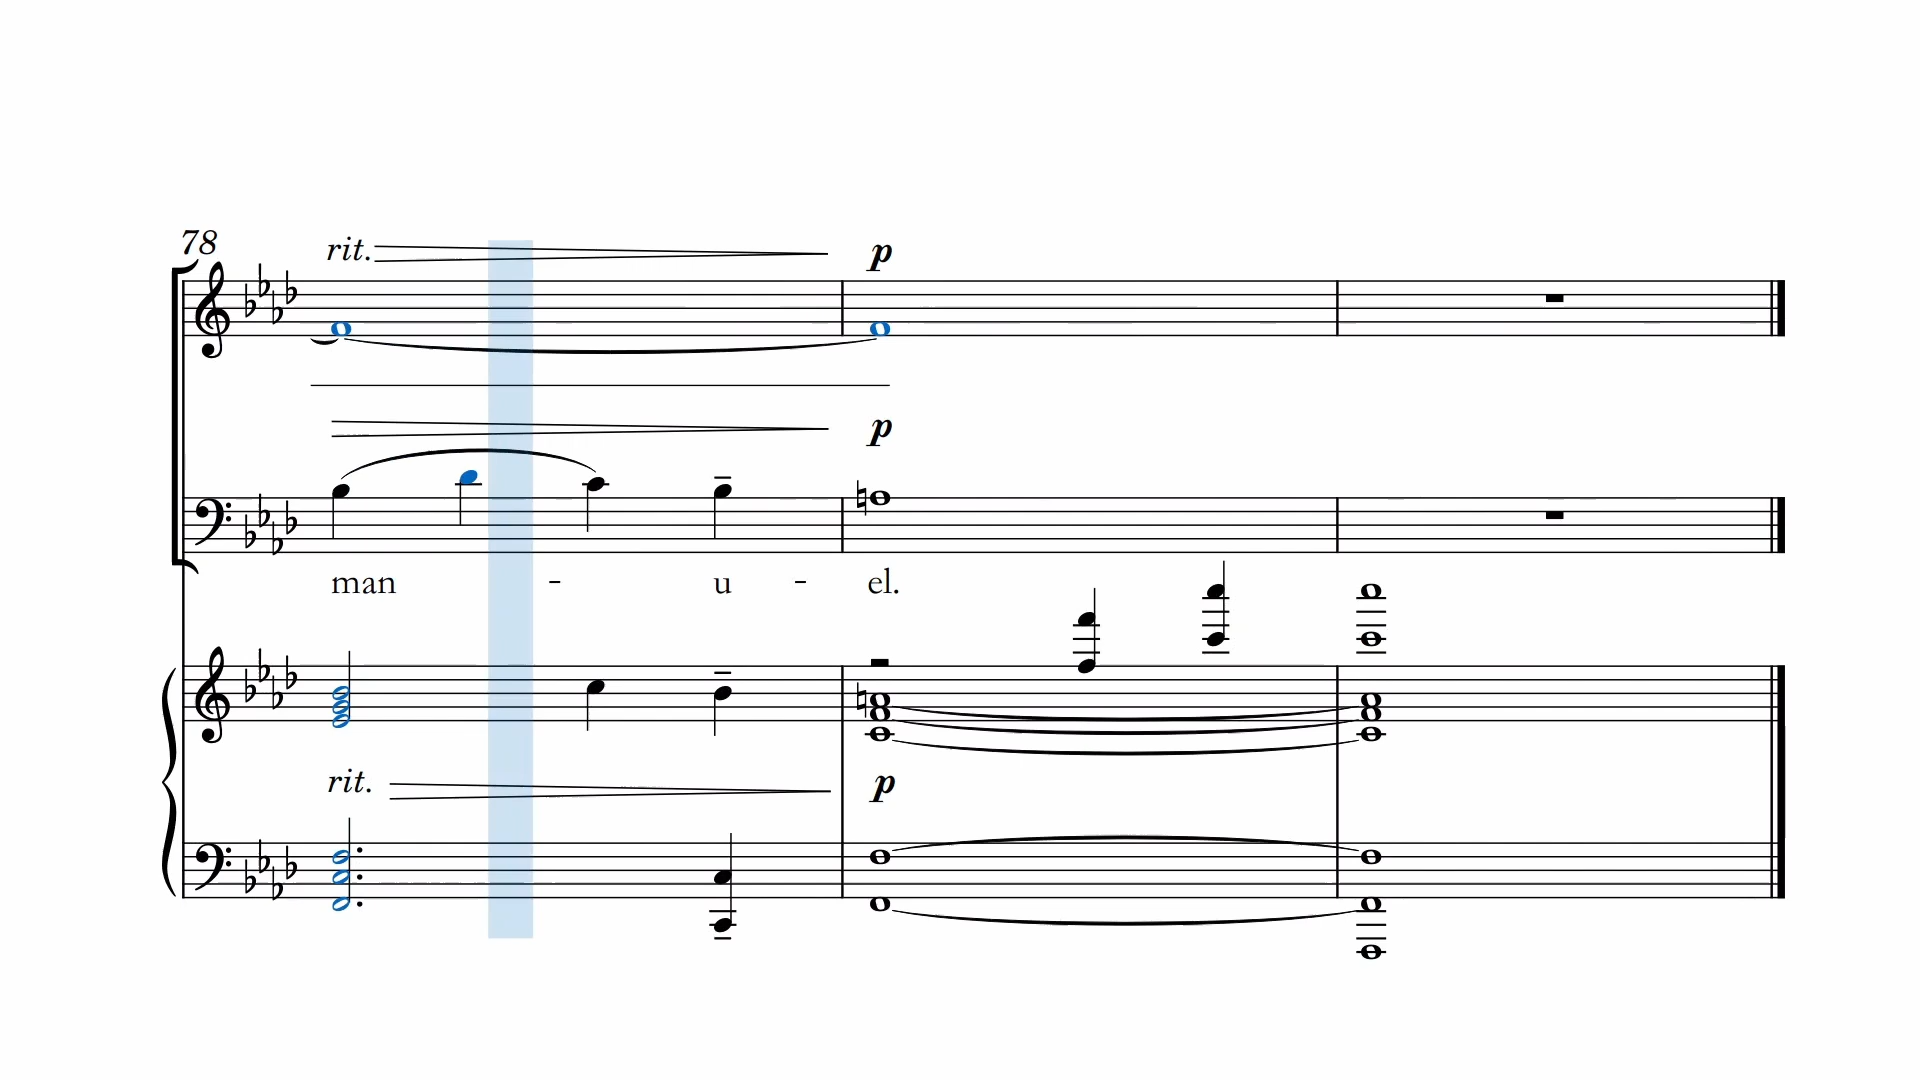 78
rit.
p
p
man - u - el.
rit.
p